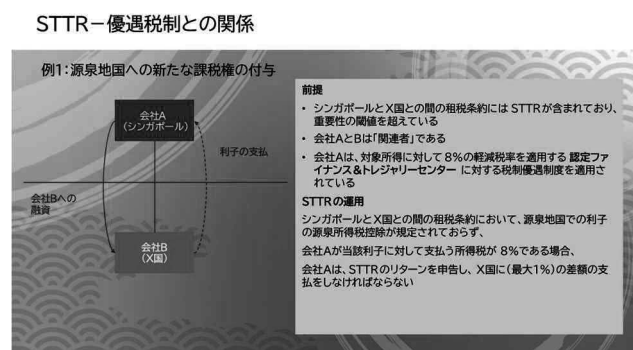 STTR－優遇税制との関係
例1：源泉地国への新たな課税権の付与
会社A
（シンガポール）
利子の支払
会社Bへの
融資
会社B
（X国）
前提
• シンガポールとX国との間の租税条約には STTRが含まれており、
重要性の閾値を超えている
• 会社AとBは「関連者」である
• 会社Aは、対象所得に対して 8%の軽減税率を適用する 認定ファ
イナンス＆トレジャリーセンター に対する税制優遇制度を適用さ
れている
STTRの運用
シンガポールとX国との間の租税条約において、源泉地国での利子
の源泉所得税控除が規定されておらず、
会社Aが当該利子に対して支払う所得税が 8%である場合、
会社Aは、STTRのリターンを申告し、X国に（最大1%）の差額の支
払をしなければならない